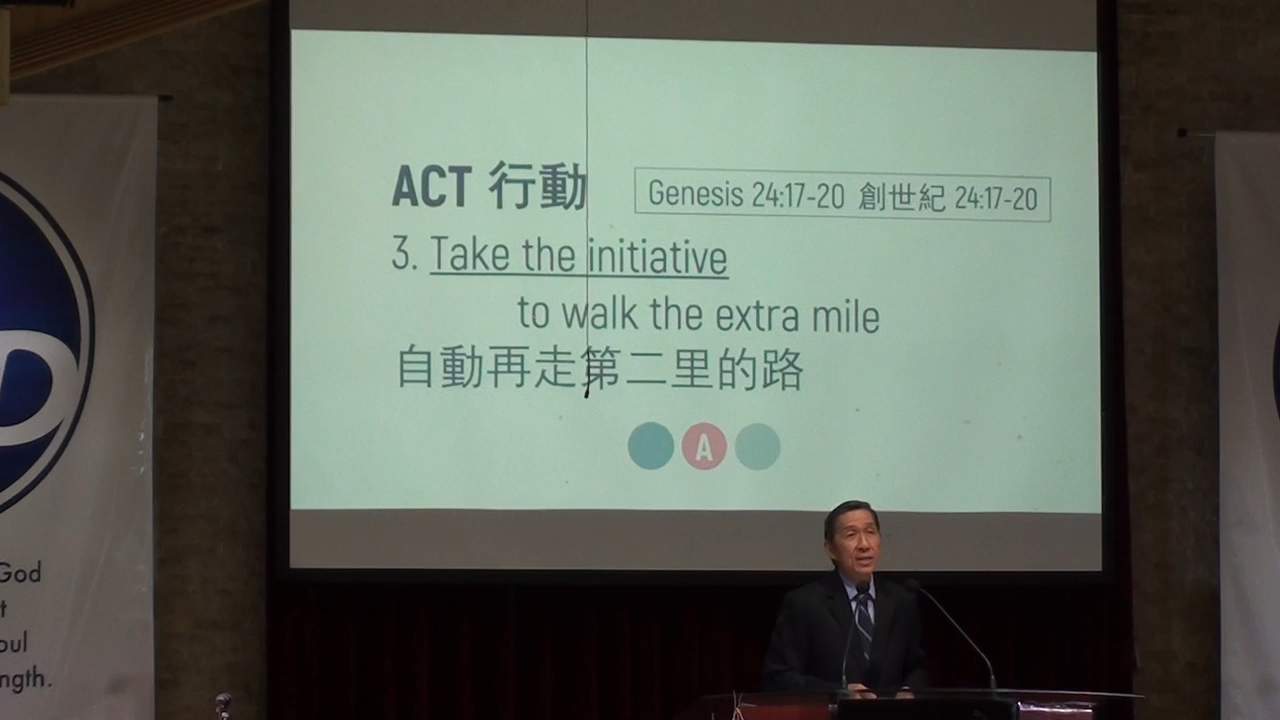 ACT 行動
Genesis 24:17-20 創世紀 24:17-20
3. Take the initiative
to walk the extra mile
自動再走第二里的路
A
D
God
t
oul
ngth.